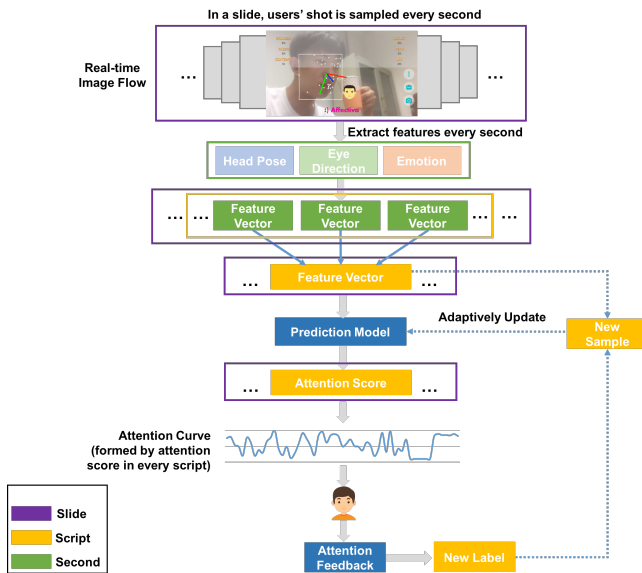 In a slide, users' shot is sampled every second
Real-time
Image Flow
...
...
:) Affectiva
Extract features every second
Head Pose
Eye
Direction
Emotion
...
...
Feature
Vector
Feature
Vector
Feature
Vector
...
...
...
Feature Vector
...
Prediction Model
Adaptively Update
New
Sample
...
Attention Score
...
Attention Curve
(formed by attention
score in every script)
Slide
Script
Second
Attention
Feedback
New Label